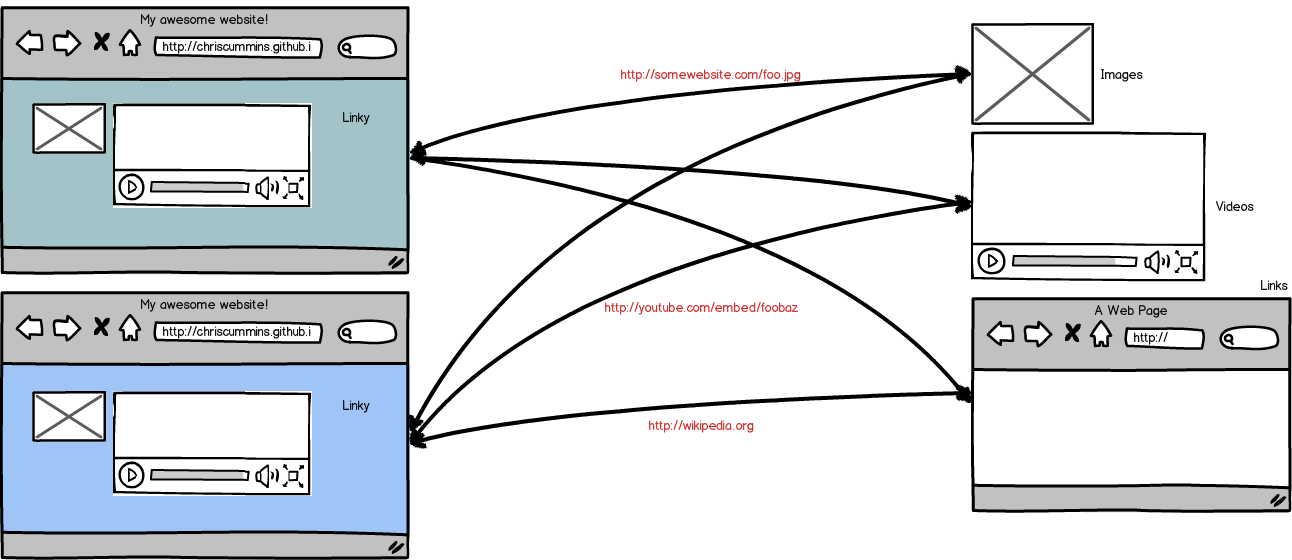 My awesome website!
http://chriscummins.github.i
Linky
My awesome website!
http://chriscummins.github.i
Linky
http://somewebsite.com/foo.jpg
http://youtube.com/embed/foobaz
http://wikipedia.org
Images
Videos
Links
A Web Page
http://